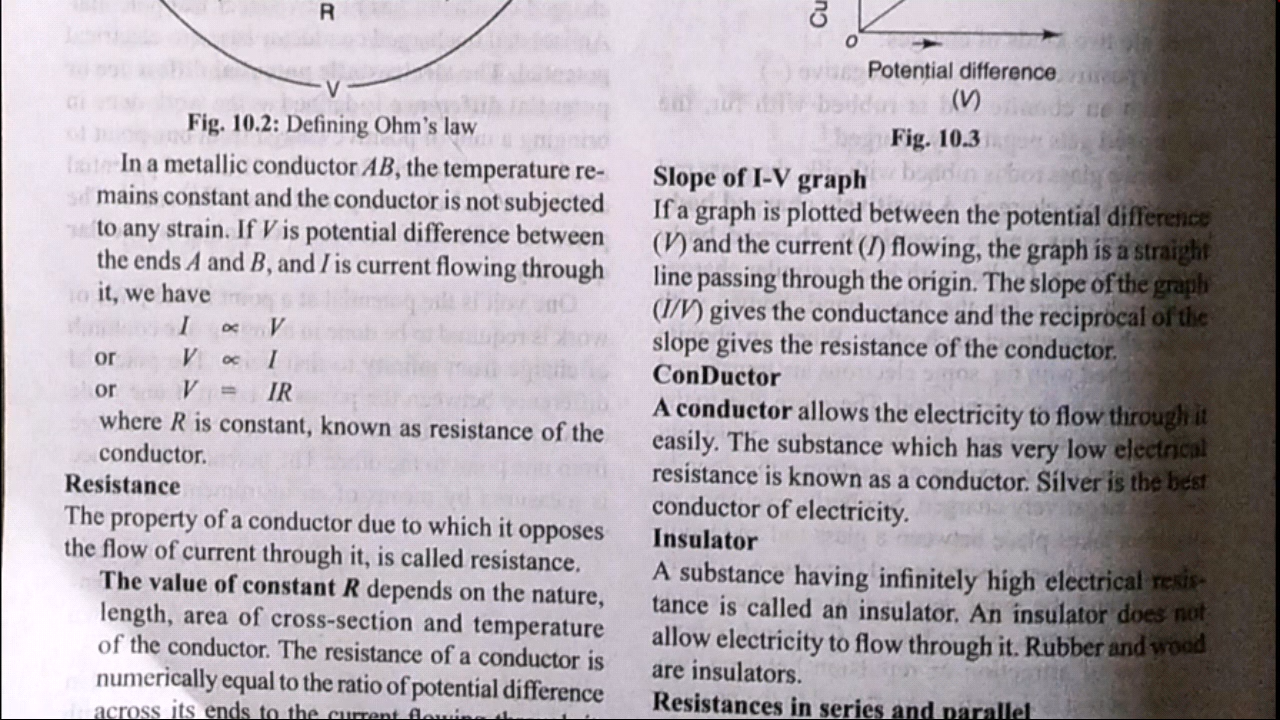 R
V
Fig. 10.2: Defining Ohm's law
In a metallic conductor AB, the temperature re-
mains constant and the conductor is not subjected
to any strain. If V is potential difference between
the ends A and B, and I is current flowing through
it, we have
I ∝ V
or V ∝ I
or V = IR
where R is constant, known as resistance of the
conductor.
Resistance
The property of a conductor due to which it opposes
the flow of current through it, is called resistance.
The value of constant R depends on the nature,
length, area of cross-section and temperature
of the conductor. The resistance of a conductor is
numerically equal to the ratio of potential difference
across its ends to the current flowing
O
Potential difference
(V)
Fig. 10.3
Slope of I-V graph
If a graph is plotted between the potential difference
(V) and the current (I) flowing, the graph is a straight
line passing through the origin. The slope of the graph
(I/V) gives the conductance and the reciprocal of the
slope gives the resistance of the conductor.
ConDuctor
A conductor allows the electricity to flow through it
easily. The substance which has very low electrical
resistance is known as a conductor. Silver is the best
conductor of electricity.
Insulator
A substance having infinitely high electrical resis-
tance is called an insulator. An insulator does not
allow electricity to flow through it. Rubber and wood
are insulators.
Resistances in series and parallel